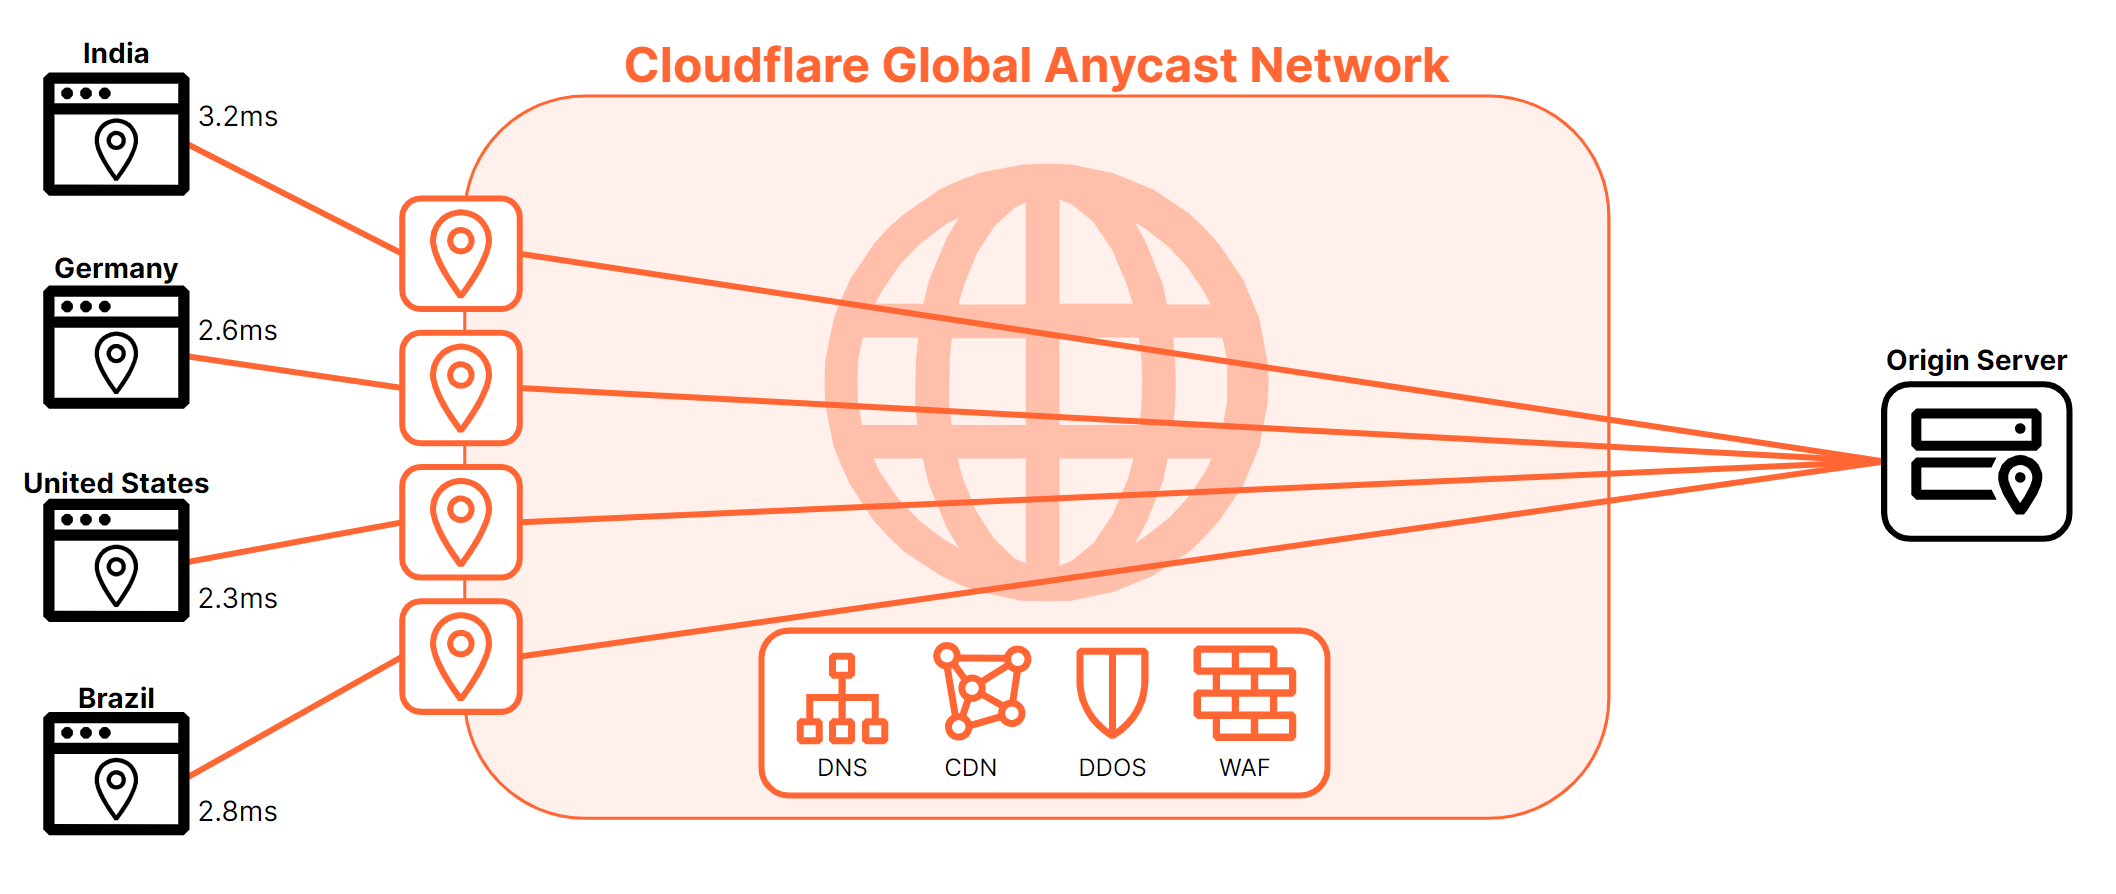 Cloudflare Global Anycast Network
India
3.2ms
Germany
2.6ms
United States
2.3ms
Brazil
2.8ms
Origin Server
DNS
CDN
DDOS
WAF